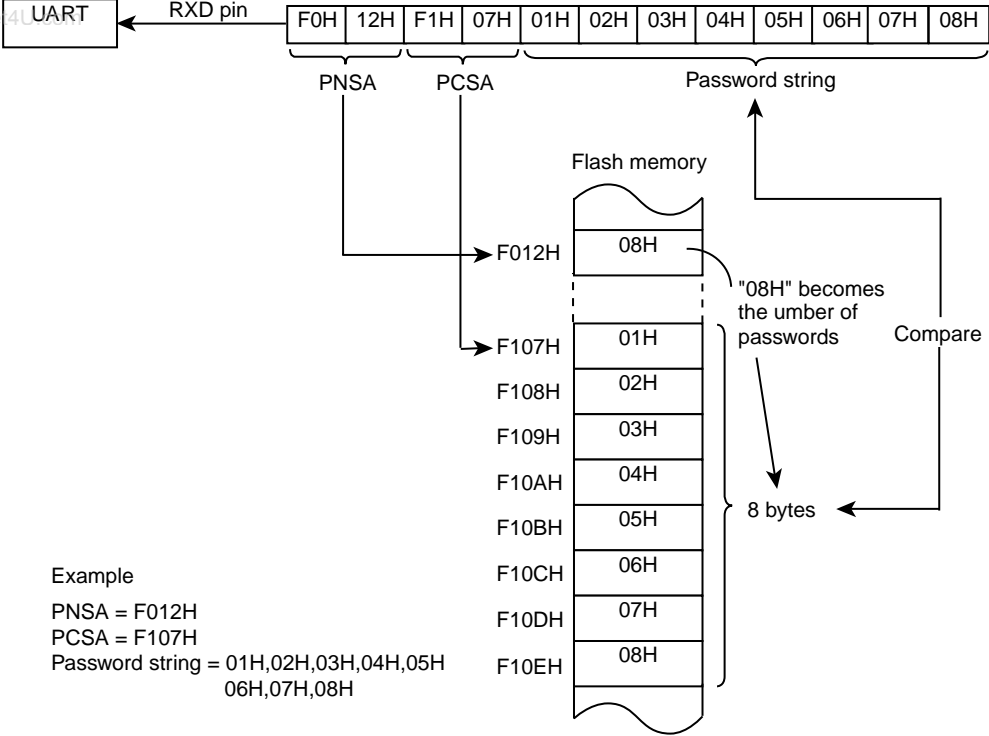 t4U.com
UART
RXD pin
F0H 12H F1H 07H 01H 02H 03H 04H 05H 06H 07H 08H
PNSA
PCSA
Password string
Flash memory
F012H 08H
"08H" becomes
the umber of
passwords
Compare
F107H 01H
F108H 02H
F109H 03H
F10AH 04H
8 bytes
F10BH 05H
F10CH 06H
F10DH 07H
F10EH 08H
Example
PNSA = F012H
PCSA = F107H
Password string = 01H,02H,03H,04H,05H
06H,07H,08H